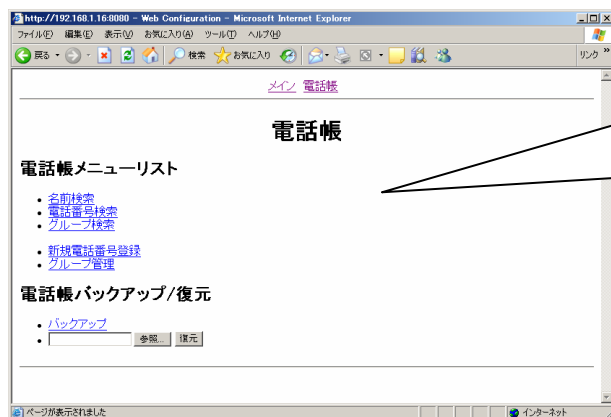 http://192.168.1.16:8080 - Web Configuration - Microsoft Internet Explorer
ファイル(F) 編集(E) 表示(V) お気に入り(A) ツール(T) ヘルプ(H)
戻る 検索 お気に入り リンク »
メイン 電話帳
電話帳
電話帳メニューリスト
• 名前検索
• 電話番号検索
• グループ検索
• 新規電話番号登録
• グループ管理
電話帳バックアップ/復元
• バックアップ
• 参照... 復元
ページが表示されました インターネット